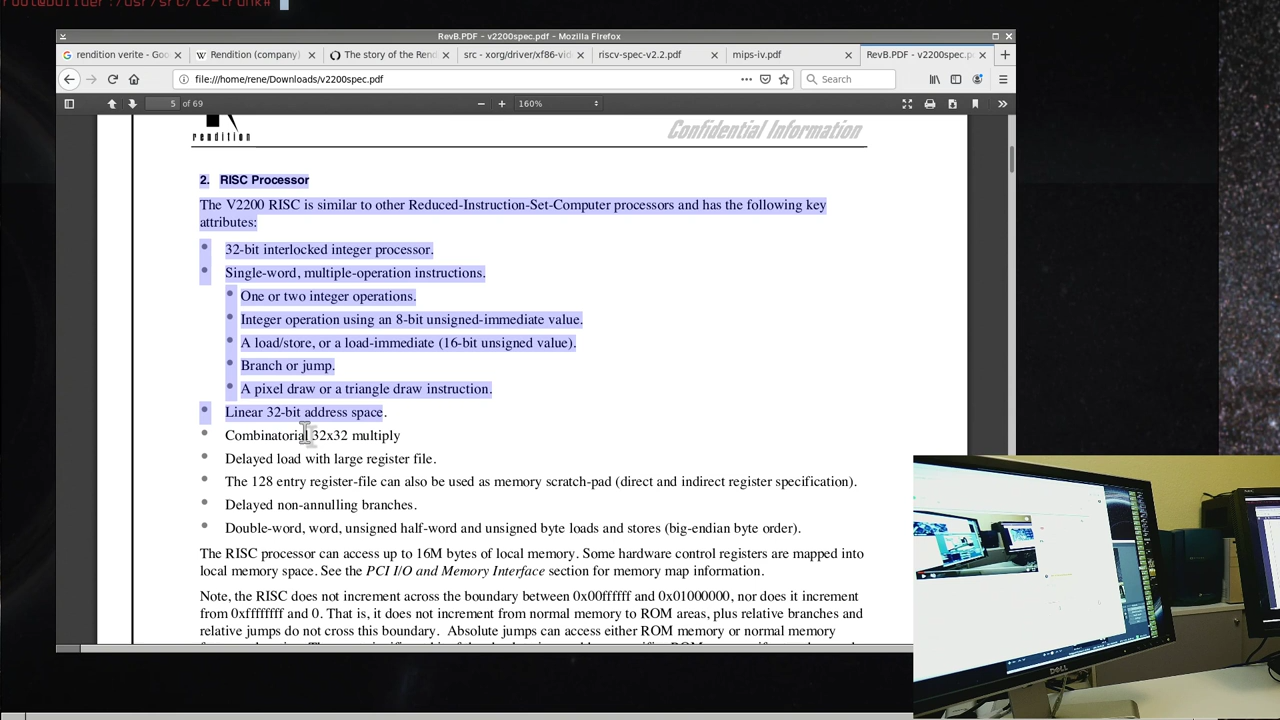 root@builder:/usr/src/t2-trunk#
RevB.PDF - v2200spec.pdf - Mozilla Firefox
rendition verite - Goo
Rendition (company)
The story of the Rend
src - xorg/driver/xf86-vid
riscv-spec-v2.2.pdf
mips-iv.pdf
RevB.PDF - v2200spec.pc
file:///home/rene/Downloads/v2200spec.pdf
Search
5 of 69
160%
rendition
Confidential Information
2. RISC Processor
The V2200 RISC is similar to other Reduced-Instruction-Set-Computer processors and has the following key
attributes:
• 32-bit interlocked integer processor.
• Single-word, multiple-operation instructions.
• One or two integer operations.
• Integer operation using an 8-bit unsigned-immediate value.
• A load/store, or a load-immediate (16-bit unsigned value).
• Branch or jump.
• A pixel draw or a triangle draw instruction.
• Linear 32-bit address space.
• Combinatorial 32x32 multiply
• Delayed load with large register file.
• The 128 entry register-file can also be used as memory scratch-pad (direct and indirect register specification).
• Delayed non-annulling branches.
• Double-word, word, unsigned half-word and unsigned byte loads and stores (big-endian byte order).
The RISC processor can access up to 16M bytes of local memory. Some hardware control registers are mapped into
local memory space. See the PCI I/O and Memory Interface section for memory map information.
Note, the RISC does not increment across the boundary between 0x00ffffff and 0x01000000, nor does it increment
from 0xffffffff and 0. That is, it does not increment from normal memory to ROM areas, plus relative branches and
relative jumps do not cross this boundary. Absolute jumps can access either ROM memory or normal memory
DELL